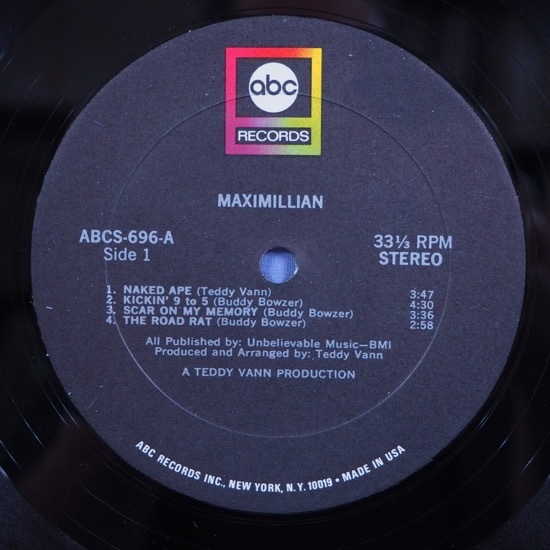 abc
RECORDS
MAXIMILLIAN
ABCS-696-A
Side 1
33⅓ RPM
STEREO
1. NAKED APE (Teddy Vann) 3:47
2. KICKIN' 9 to 5 (Buddy Bowzer) 4:30
3. SCAR ON MY MEMORY (Buddy Bowzer) 3:36
4. THE ROAD RAT (Buddy Bowzer) 2:58
All Published by: Unbelievable Music—BMI
Produced and Arranged by: Teddy Vann
A TEDDY VANN PRODUCTION
ABC RECORDS INC., NEW YORK, N.Y. 10019 • MADE IN USA